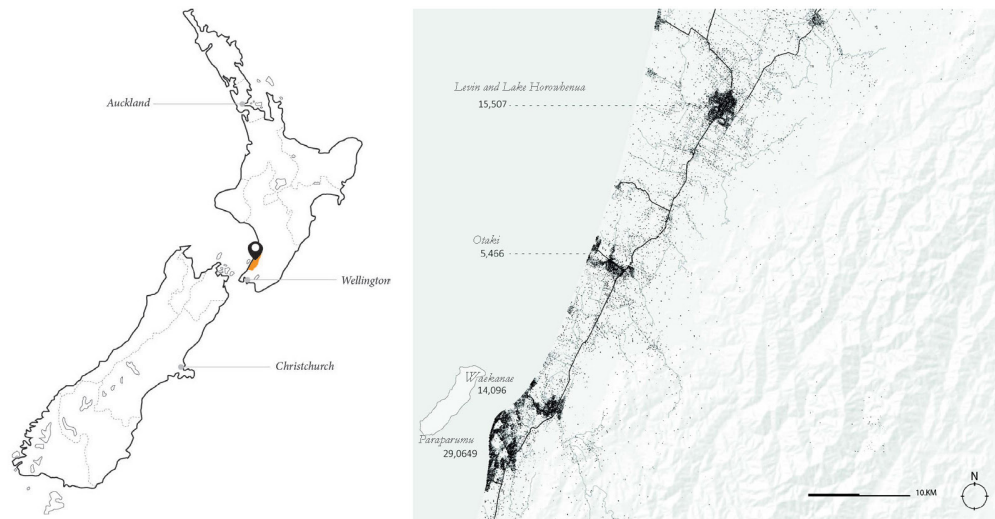 Auckland
Wellington
Christchurch
Levin and Lake Horowhenua
15,507
Otaki
5,466
Waekanae
14,096
Paraparumu
29,0649
10.KM
N